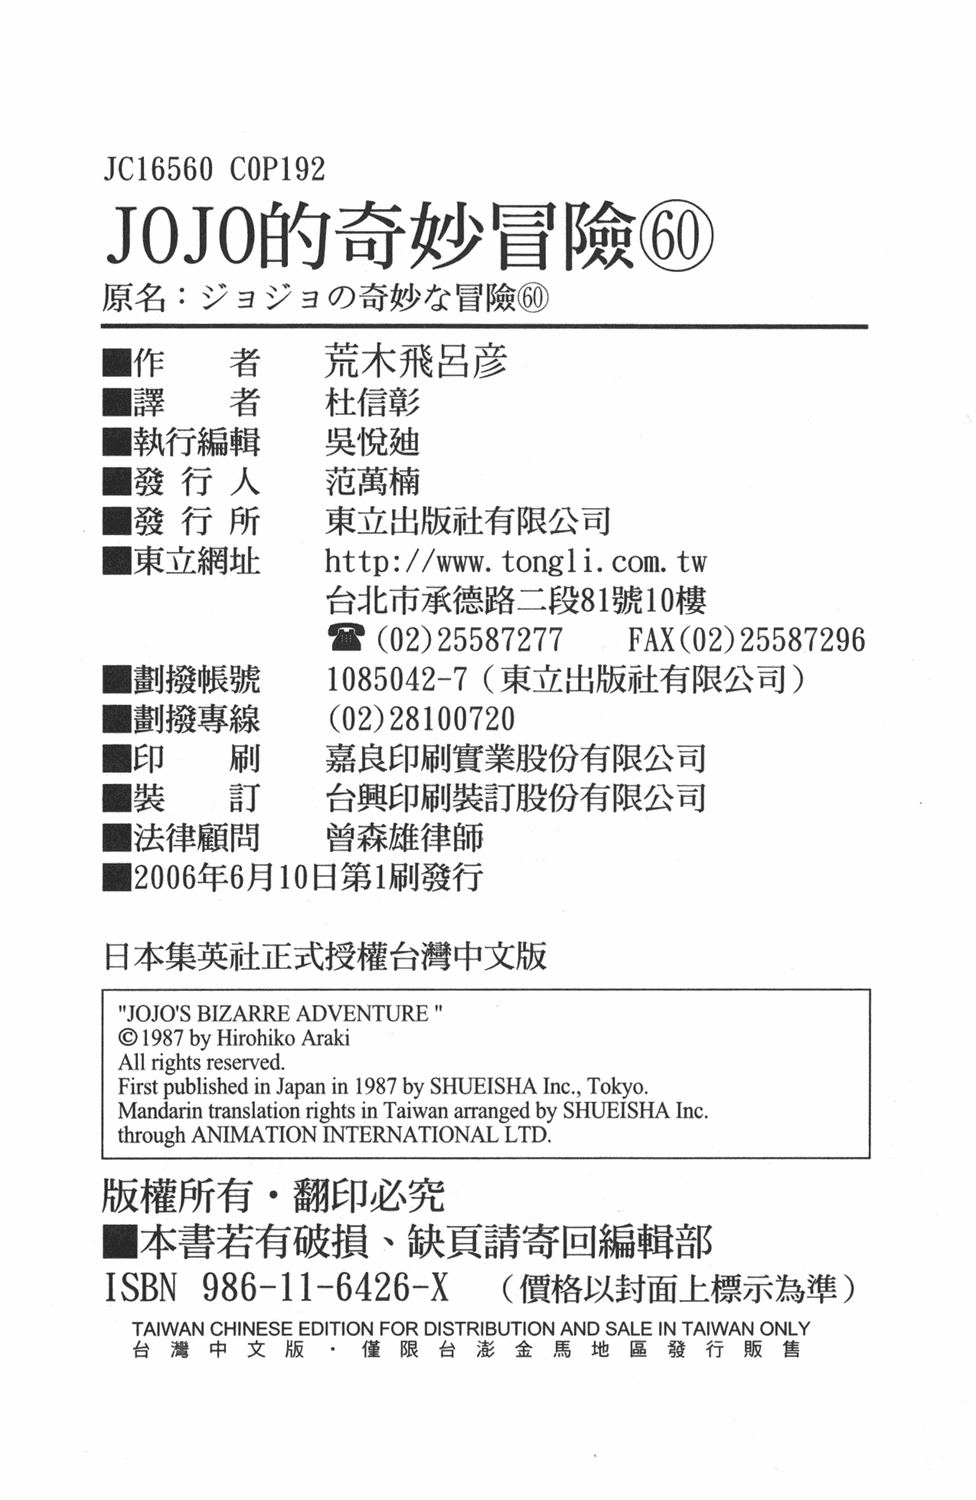 JC16560 COP192
JOJO的奇妙冒險60
原名：ジョジョの奇妙な冒險60
■作者 荒木飛呂彦
■譯者 杜信彰
■執行編輯 吳悅廸
■發行人 范萬楠
■發行所 東立出版社有限公司
■東立網址 http://www.tongli.com.tw
台北市承德路二段81號10樓
☎(02)25587277 FAX(02)25587296
■劃撥帳號 1085042-7（東立出版社有限公司）
■劃撥專線 (02)28100720
■印刷 嘉良印刷實業股份有限公司
■裝訂 台興印刷裝訂股份有限公司
■法律顧問 曾森雄律師
■2006年6月10日第1刷發行
日本集英社正式授權台灣中文版
"JOJO'S BIZARRE ADVENTURE "
©1987 by Hirohiko Araki
All rights reserved.
First published in Japan in 1987 by SHUEISHA Inc., Tokyo.
Mandarin translation rights in Taiwan arranged by SHUEISHA Inc.
through ANIMATION INTERNATIONAL LTD.
版權所有・翻印必究
■本書若有破損、缺頁請寄回編輯部
ISBN 986-11-6426-X （價格以封面上標示為準）
TAIWAN CHINESE EDITION FOR DISTRIBUTION AND SALE IN TAIWAN ONLY
台灣中文版・僅限台澎金馬地區發行販售